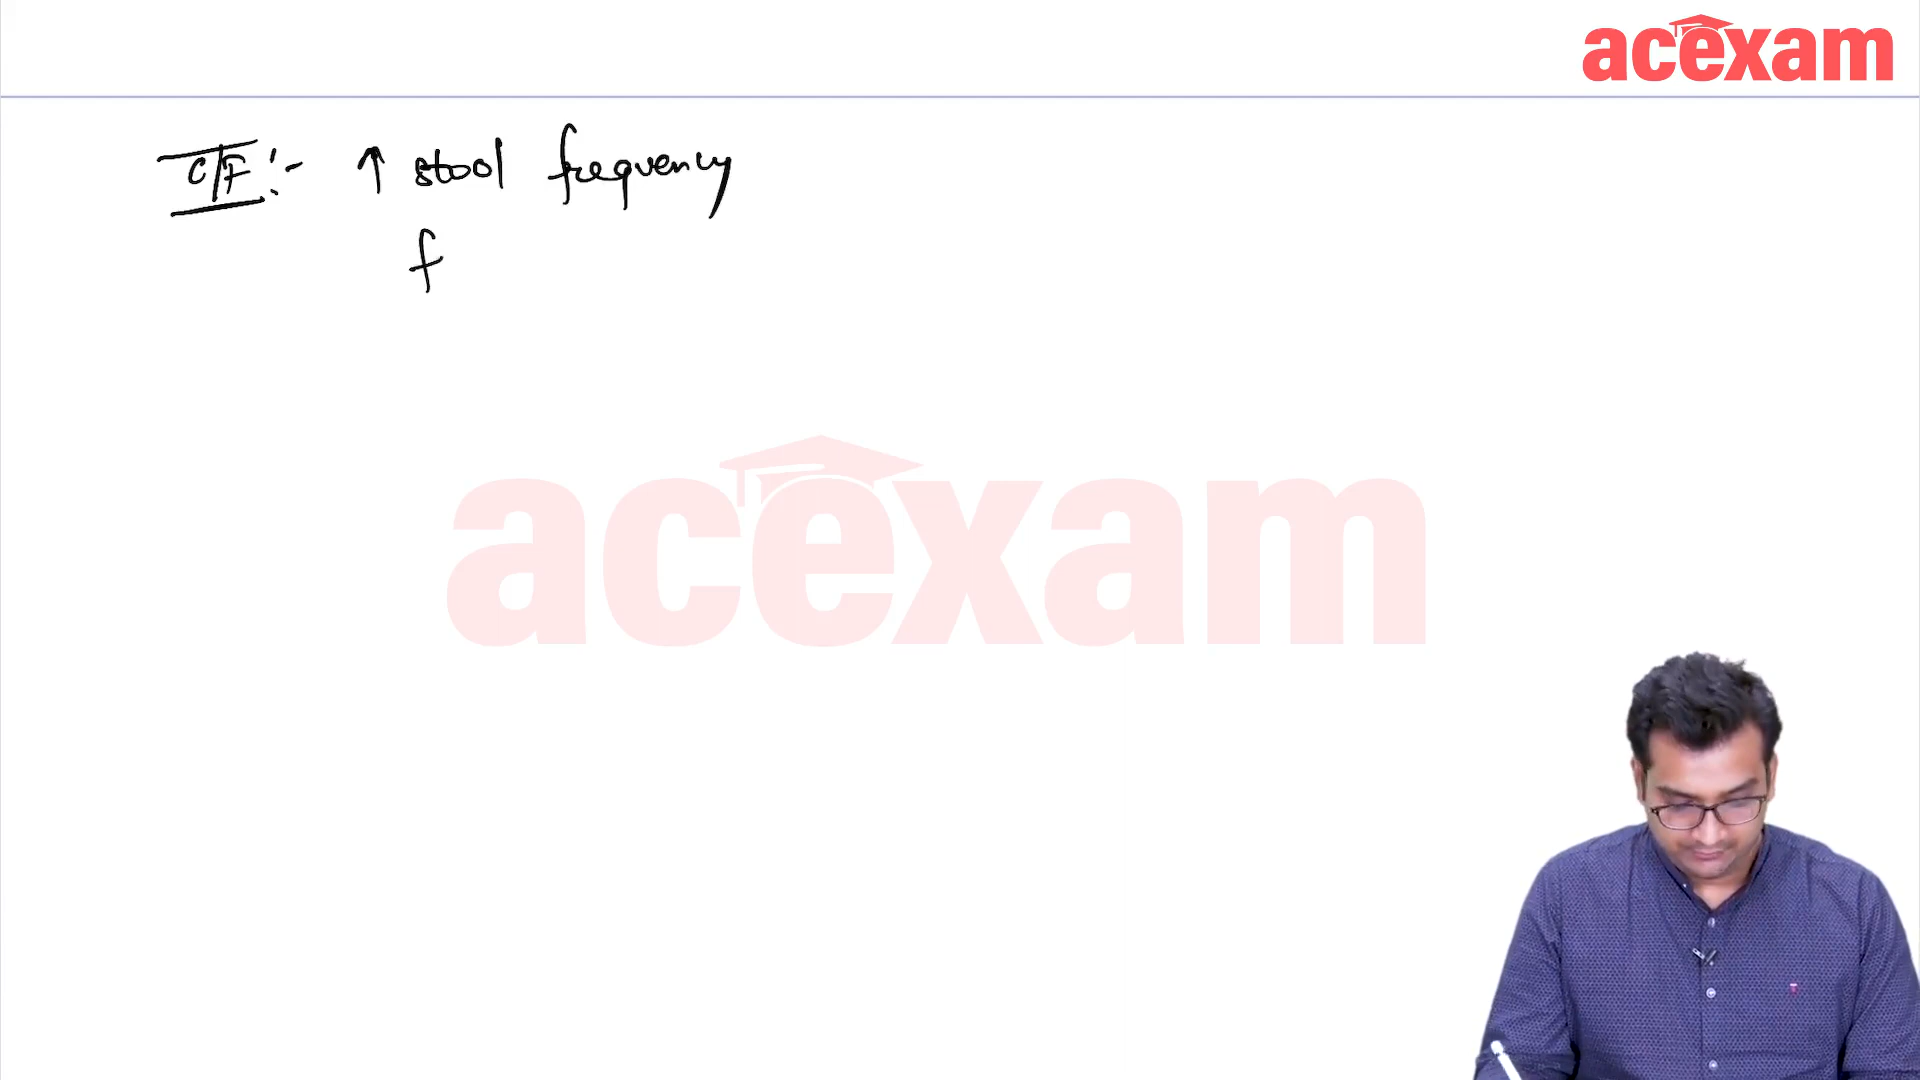 acexam
C/F :- ↑ stool frequency
f
acexam